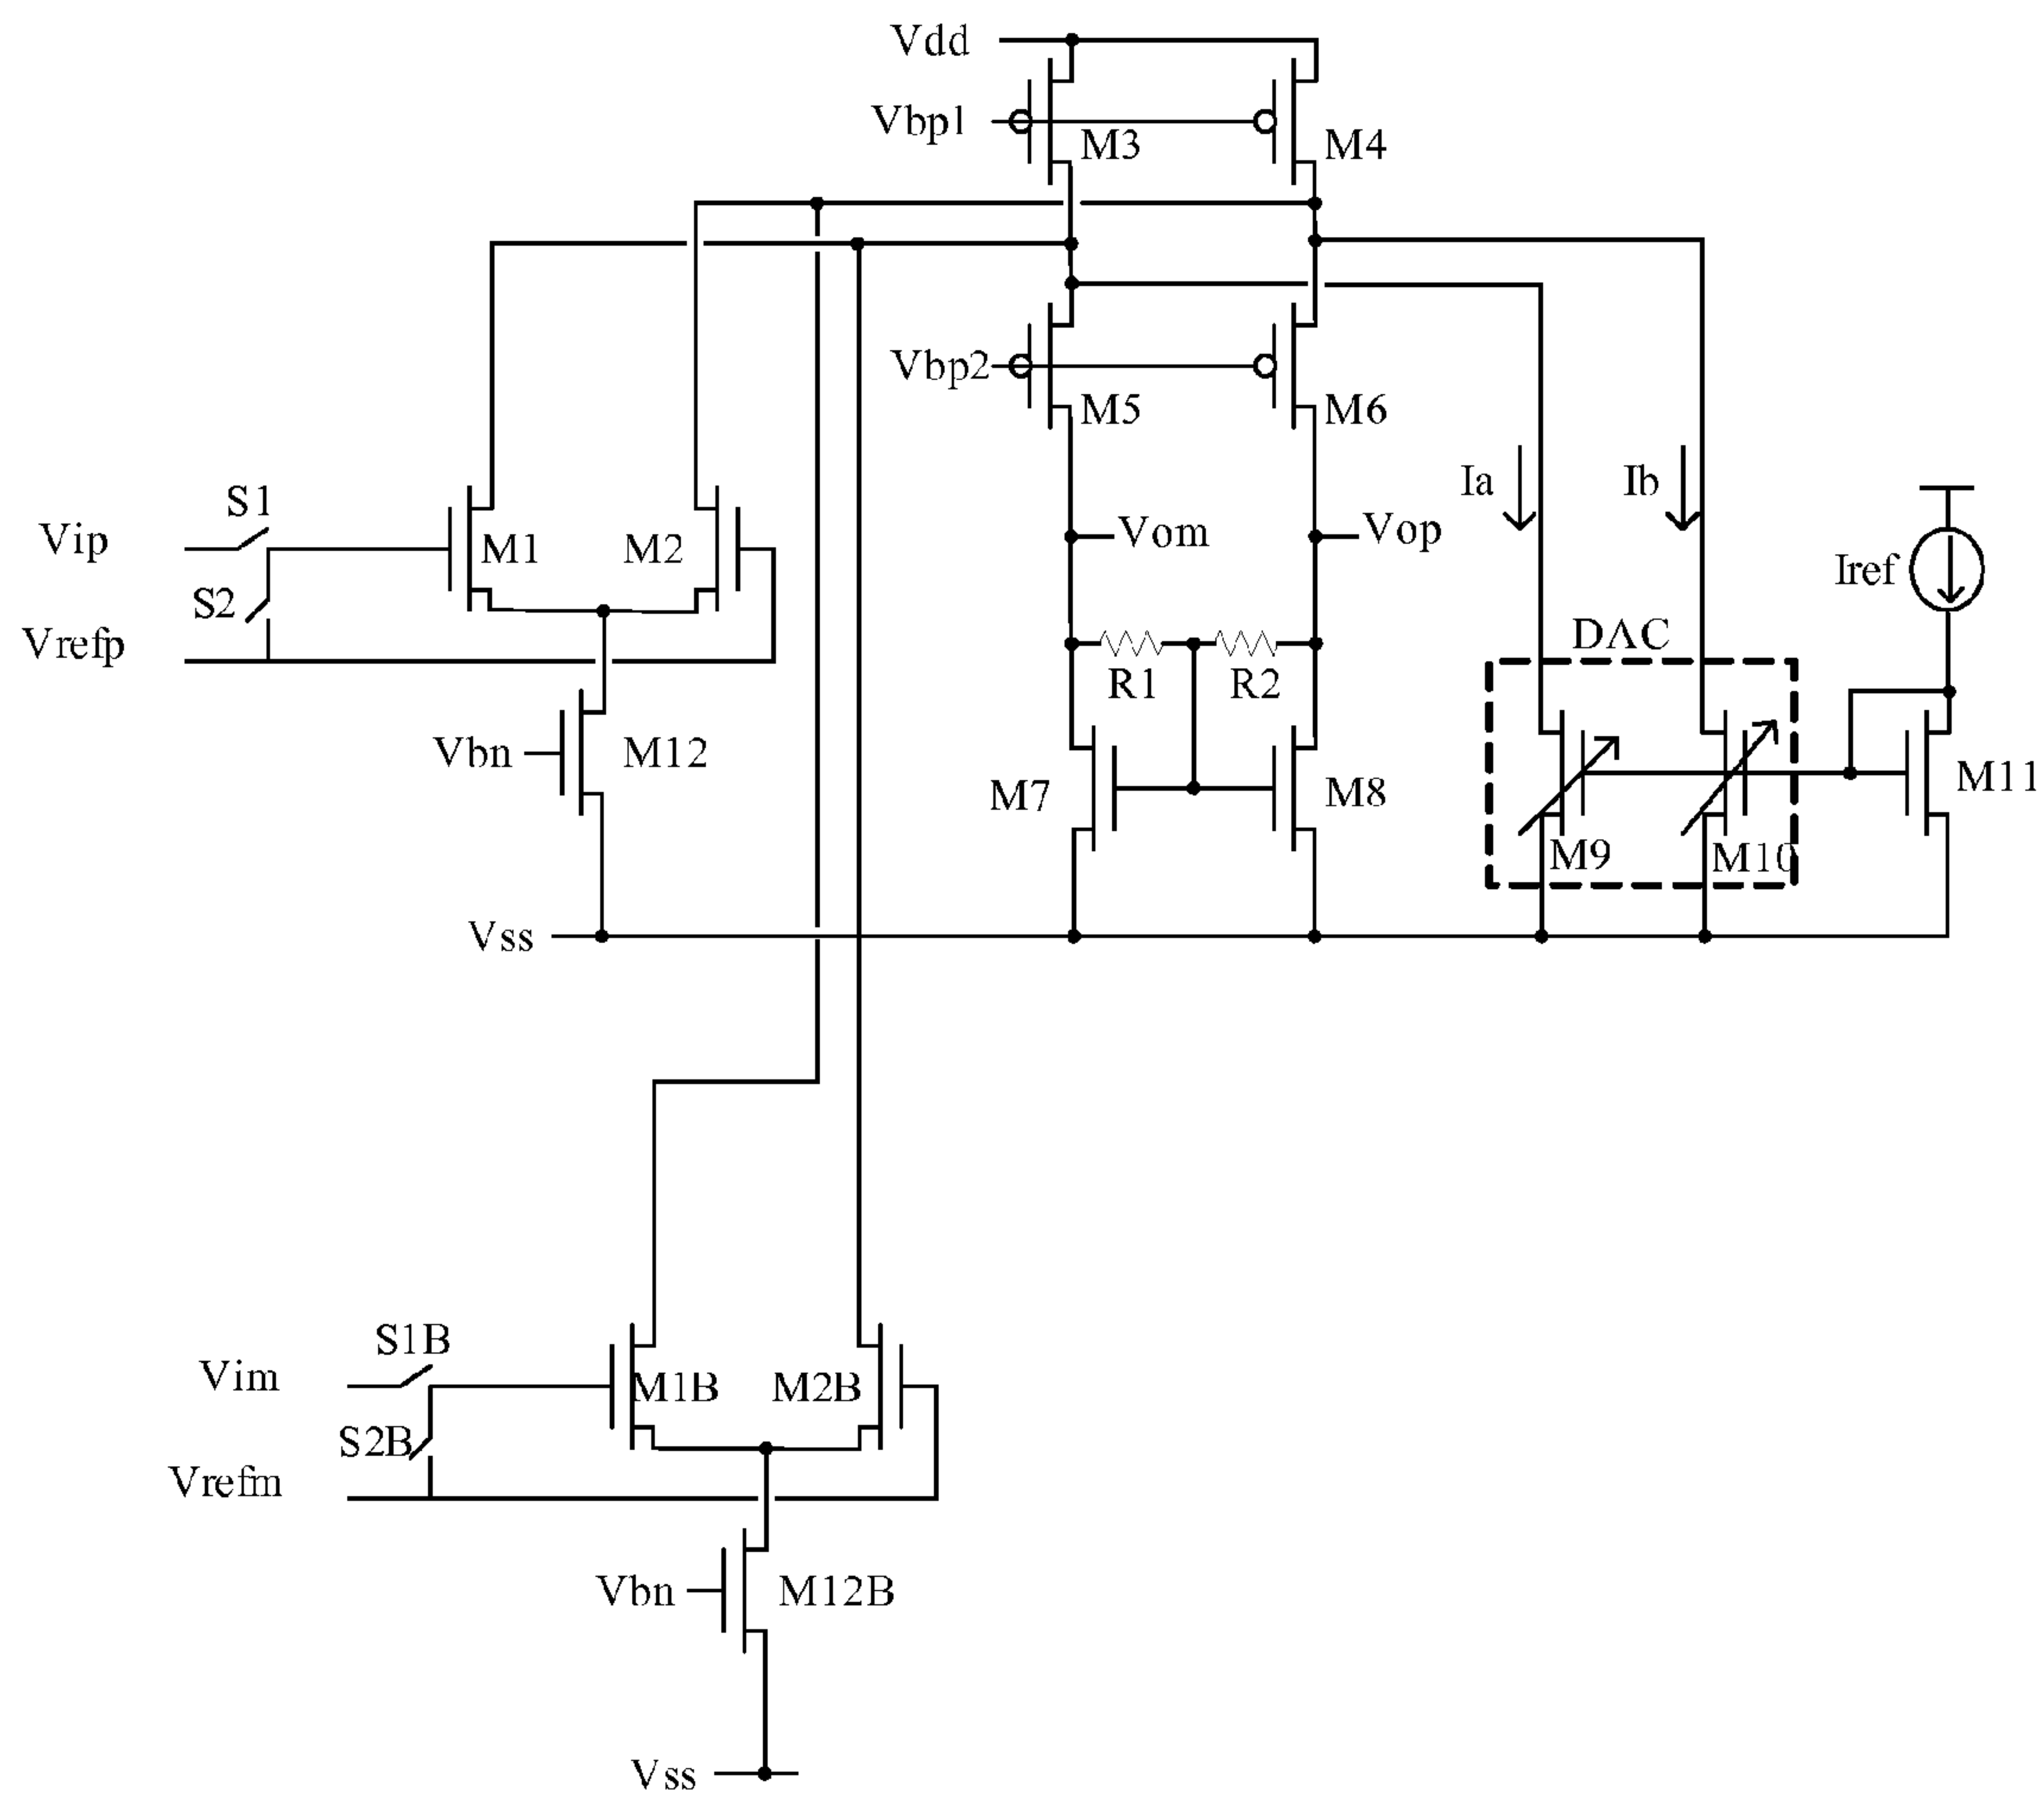 Vdd
Vbp1
M3
M4
Vbp2
M5
M6
S1
Vip
M1
M2
Vom
Vop
Ia
Ib
Iref
S2
Vrefp
R1
R2
DAC
Vbn
M12
M7
M8
M11
M9
M10
Vss
S1B
Vim
M1B
M2B
S2B
Vrefm
Vbn
M12B
Vss